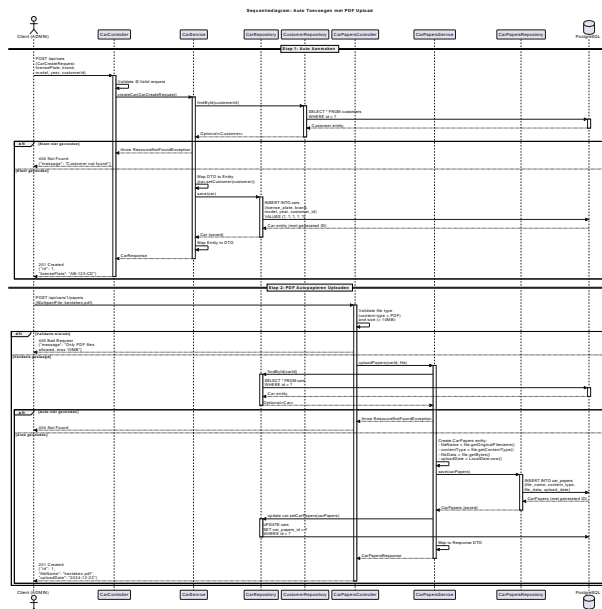 Sequentiediagram: Auto Toevoegen met PDF Upload
Client (Android)
CarController
CarService
CarRepository
CustomerRepository
CarPapersController
CarPapersService
CarPapersRepository
PostgreSQL
Stap 1: Auto Aanmaken
POST /api/cars
(CarCreateRequest:
licensePlate, brand,
model, year, customerId)
Validate @Valid request
createCar(CarCreateRequest)
findById(customerId)
SELECT * FROM customers
WHERE id = ?
Customer entity
Optional<Customer>
alt
[Klant niet gevonden]
throw ResourceNotFoundException
404 Not Found
{"message": "Customer not found"}
[Klant gevonden]
Map DTO to Entity
(car.setCustomer(customer))
save(car)
INSERT INTO cars
(license_plate, brand,
model, year, customer_id)
VALUES (?, ?, ?, ?, ?)
Car entity (met generated ID)
Car (saved)
Map Entity to DTO
CarResponse
201 Created
{"id": 1,
"licensePlate": "AB-123-CD"}
Stap 2: PDF Autopapieren Uploaden
POST /api/cars/1/papers
(MultipartFile: kenteken.pdf)
Validate file type
(content-type = PDF)
and size (< 10MB)
alt
[Validatie mislukt]
400 Bad Request
{"message": "Only PDF files
allowed, max 10MB"}
[Validatie geslaagd]
uploadPapers(carId, file)
findById(carId)
SELECT * FROM cars
WHERE id = ?
Car entity
Optional<Car>
alt
[Auto niet gevonden]
throw ResourceNotFoundException
404 Not Found
[Auto gevonden]
Create CarPapers entity:
- fileName = file.getOriginalFilename()
- contentType = file.getContentType()
- fileData = file.getBytes()
- uploadDate = LocalDate.now()
save(carPapers)
INSERT INTO car_papers
(file_name, content_type,
file_data, upload_date)
CarPapers (met generated ID)
CarPapers (saved)
update car.setCarPapers(carPapers)
UPDATE cars
SET car_papers_id = ?
WHERE id = ?
Map to Response DTO
CarPapersResponse
201 Created
{"id": 1,
"fileName": "kenteken.pdf",
"uploadDate": "2024-12-23"}
Client (Android)
CarController
CarService
CarRepository
CustomerRepository
CarPapersController
CarPapersService
CarPapersRepository
PostgreSQL